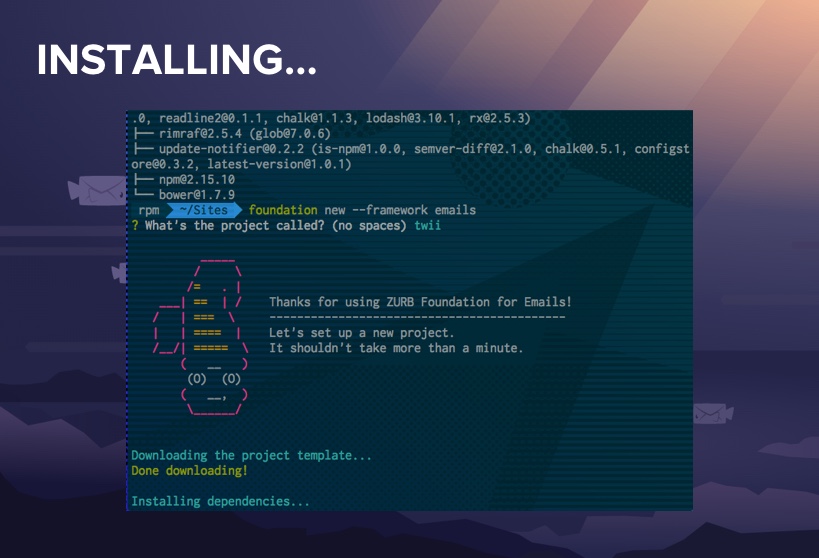 INSTALLING...
.0, readline2@0.1.1, chalk@1.1.3, lodash@3.10.1, rx@2.5.3)
├── rimraf@2.5.4 (glob@7.0.6)
├── update-notifier@0.2.2 (is-npm@1.0.0, semver-diff@2.1.0, chalk@0.5.1, configst
ore@0.3.2, latest-version@1.0.1)
├── npm@2.15.10
└── bower@1.7.9
rpm ~/Sites foundation new --framework emails
? What's the project called? (no spaces) twii
Thanks for using ZURB Foundation for Emails!
-------------------------------------------
Let's set up a new project.
It shouldn't take more than a minute.
Downloading the project template...
Done downloading!
Installing dependencies...